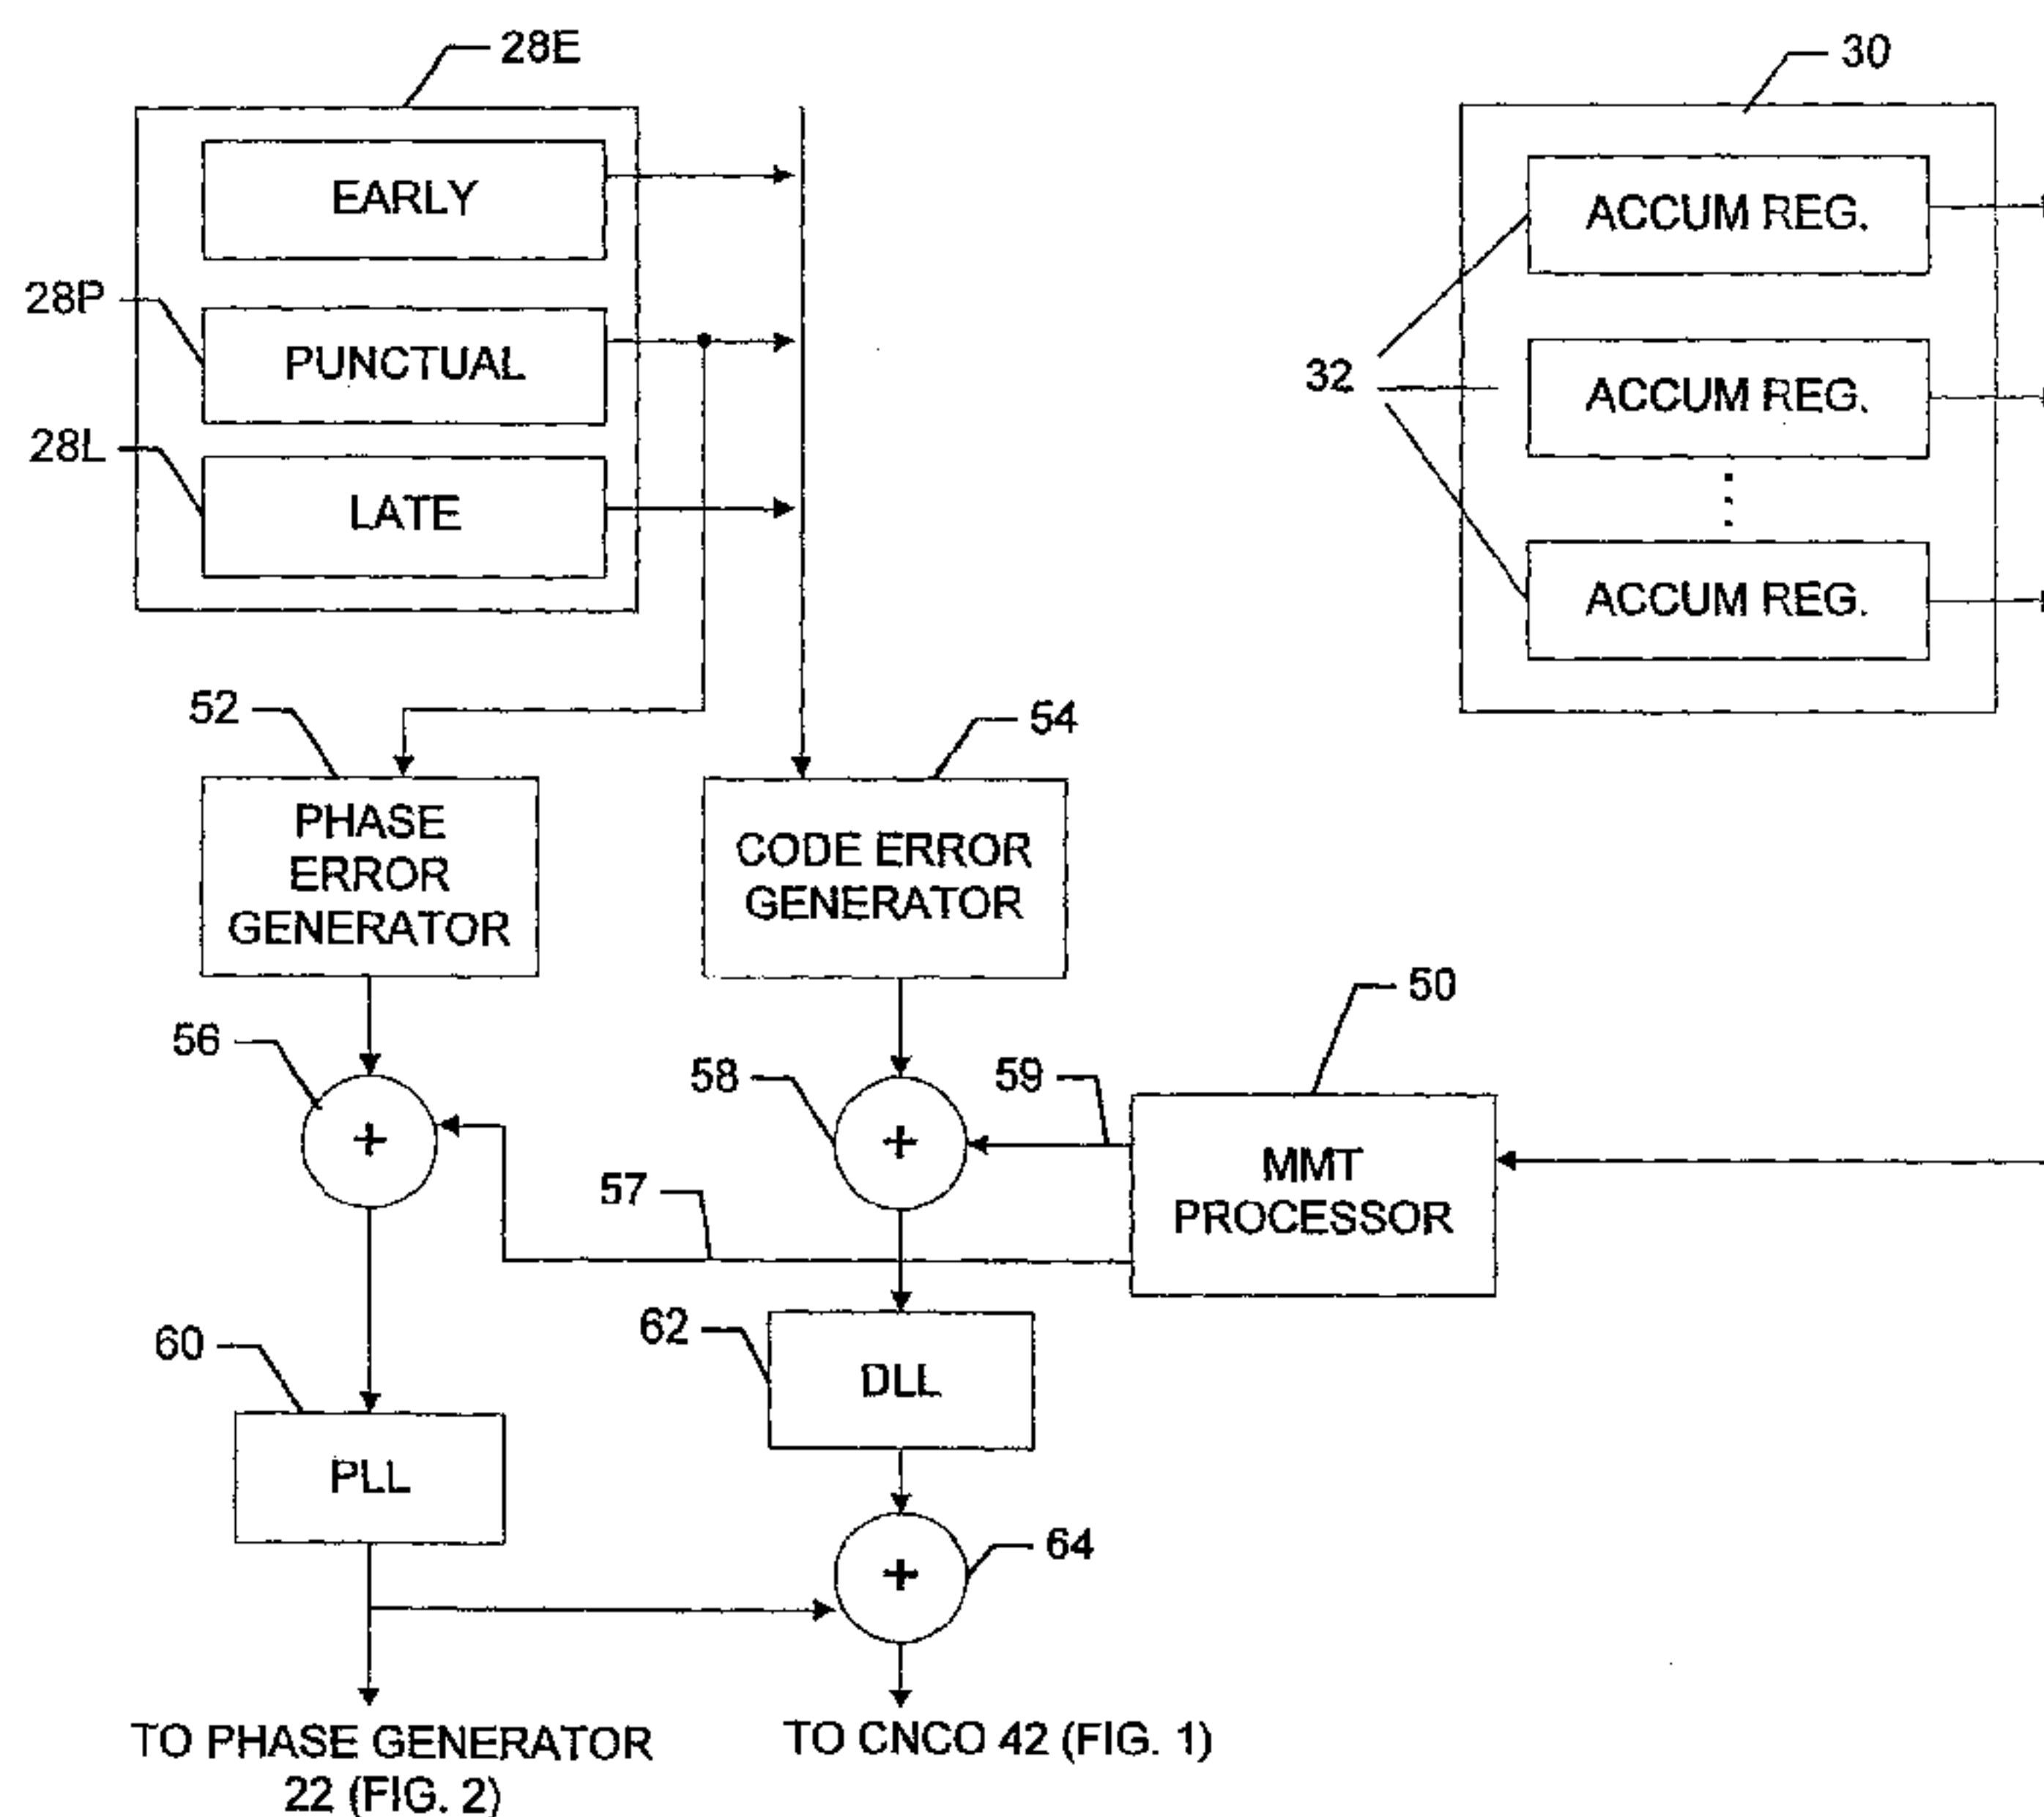 28E
30
EARLY
ACCUM REG.
28P
PUNCTUAL
32
ACCUM REG.
28L
LATE
ACCUM REG.
52
54
PHASE
ERROR
GENERATOR
CODE ERROR
GENERATOR
50
56
58
59
+
+
MMT
PROCESSOR
57
60
62
DLL
PLL
64
+
TO PHASE GENERATOR
22 (FIG. 2)
TO CNCO 42 (FIG. 1)